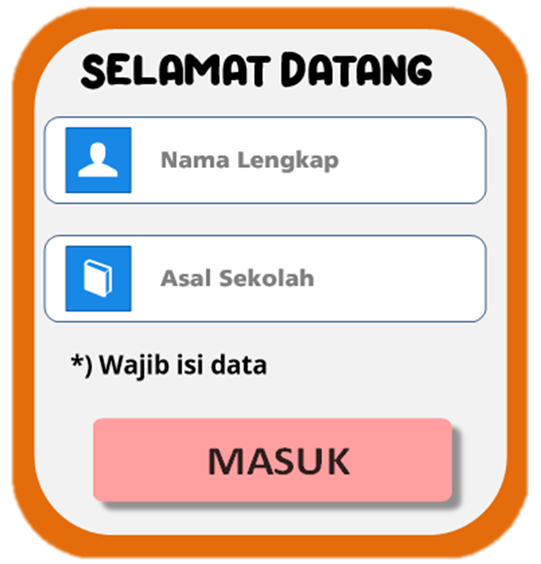 SELAMAT DATANG
Nama Lengkap
Asal Sekolah
*) Wajib isi data
MASUK